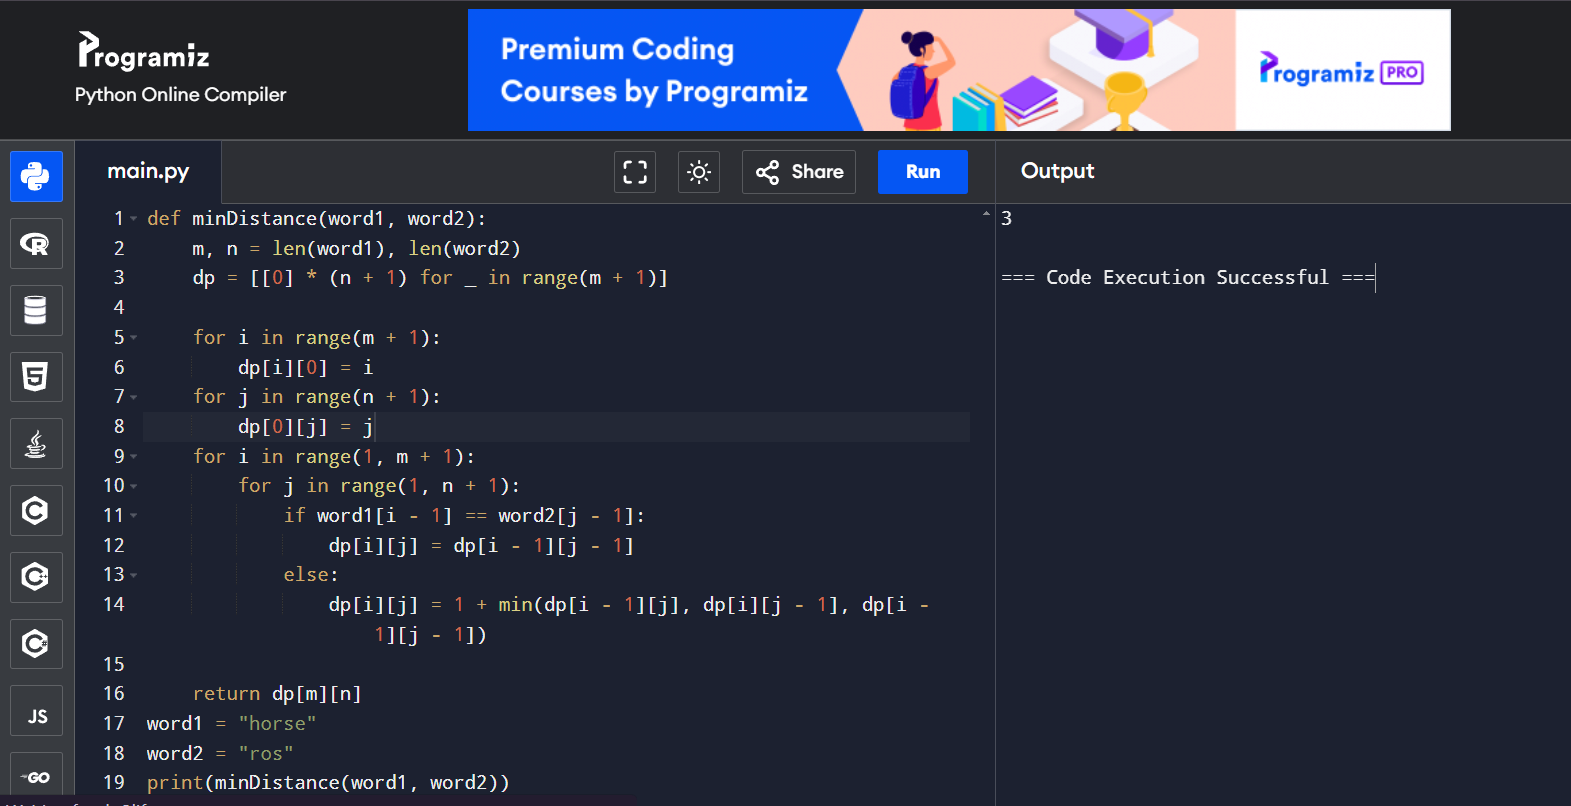 Programiz
Python Online Compiler
Premium Coding
Courses by Programiz
Programiz PRO
main.py
Share
Run
Output
1 def minDistance(word1, word2):
2     m, n = len(word1), len(word2)
3     dp = [[0] * (n + 1) for _ in range(m + 1)]
4
5     for i in range(m + 1):
6         dp[i][0] = i
7     for j in range(n + 1):
8         dp[0][j] = j
9     for i in range(1, m + 1):
10         for j in range(1, n + 1):
11             if word1[i - 1] == word2[j - 1]:
12                 dp[i][j] = dp[i - 1][j - 1]
13             else:
14                 dp[i][j] = 1 + min(dp[i - 1][j], dp[i][j - 1], dp[i -
1][j - 1])
15
16     return dp[m][n]
17 word1 = "horse"
18 word2 = "ros"
19 print(minDistance(word1, word2))
3
=== Code Execution Successful ===
R
5
C
C++
C#
JS
GO